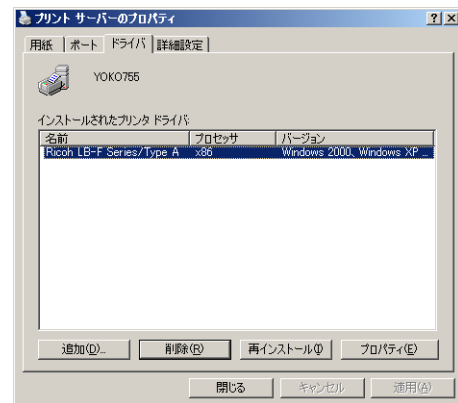 プリント サーバーのプロパティ
用紙 ポート ドライバ 詳細設定
YOKO755
インストールされたプリンタ ドライバ:
名前 プロセッサ バージョン
Ricoh LB-F Series/Type A x86 Windows 2000、Windows XP ...
追加(D)... 削除(R) 再インストール(I) プロパティ(E)
閉じる キャンセル 適用(A)